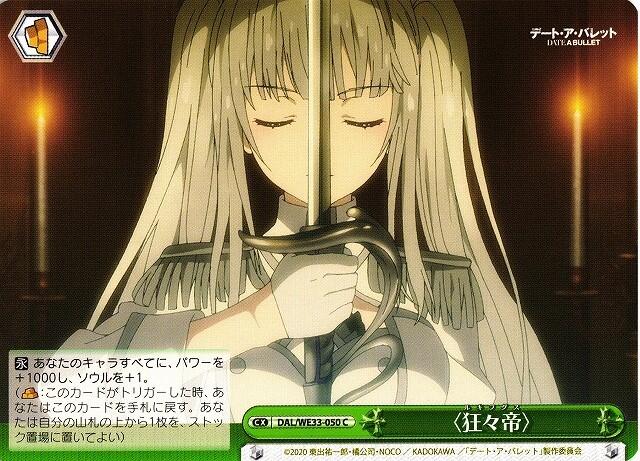 デート・ア・バレット
DATE A BULLET
永 あなたのキャラすべてに、パワーを
+1000し、ソウルを+1。
(:このカードがトリガーした時、あ
なたはこのカードを手札に戻す。あな
たは自分の山札の上から1枚を、ストッ
ク置場に置いてよい)
CX DAL/WE33-050 C
ルキフグス
〈狂々帝〉
©2020 東出祐一郎・橘公司・NOCO / KADOKAWA /「デート・ア・バレット」製作委員会